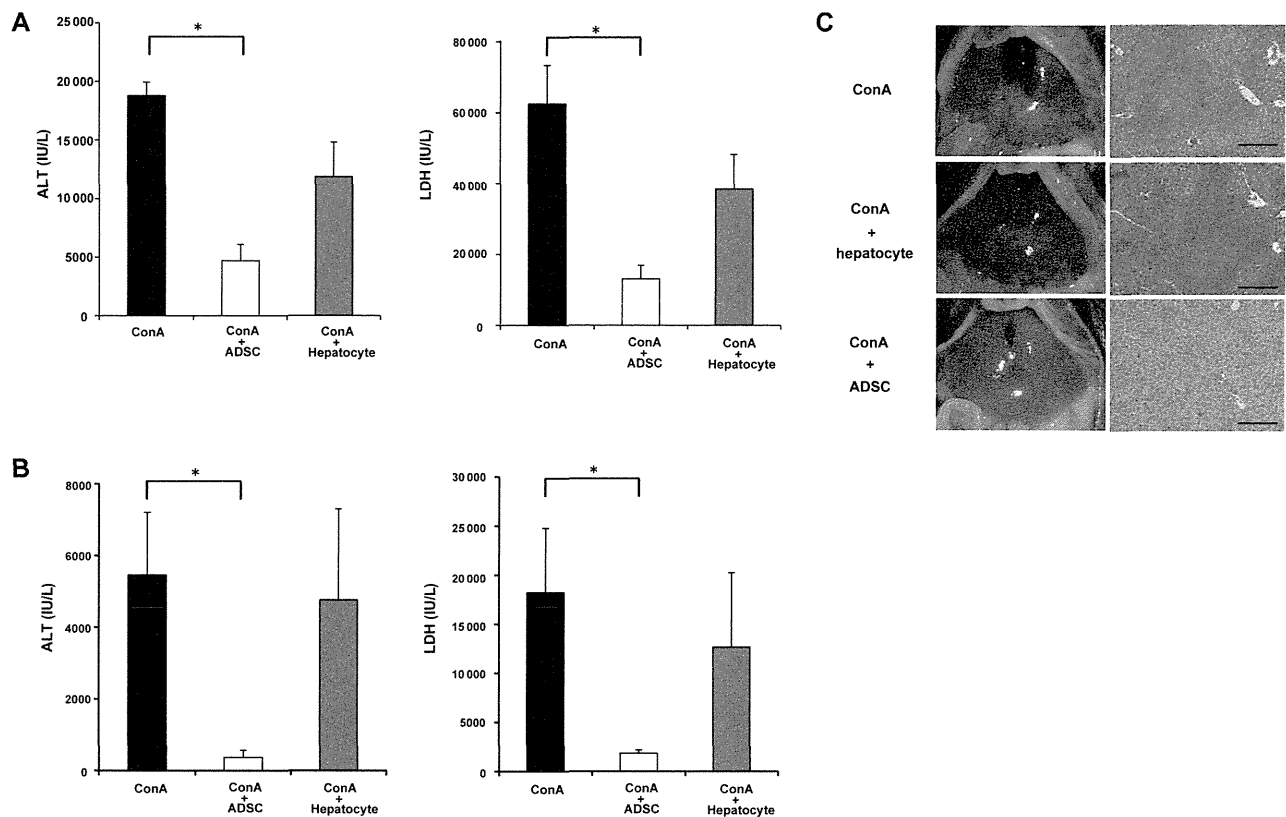 A
ALT (IU/L)
25 000
20 000
15 000
10 000
5000
0
*
ConA
ConA
+
ADSC
ConA
+
Hepatocyte
LDH (IU/L)
80 000
60 000
40 000
20 000
0
*
ConA
ConA
+
ADSC
ConA
+
Hepatocyte
B
ALT (IU/L)
8000
6000
4000
2000
0
*
ConA
ConA
+
ADSC
ConA
+
Hepatocyte
LDH (IU/L)
30 000
25 000
20 000
15 000
10 000
5000
0
*
ConA
ConA
+
ADSC
ConA
+
Hepatocyte
C
ConA
ConA
+
hepatocyte
ConA
+
ADSC